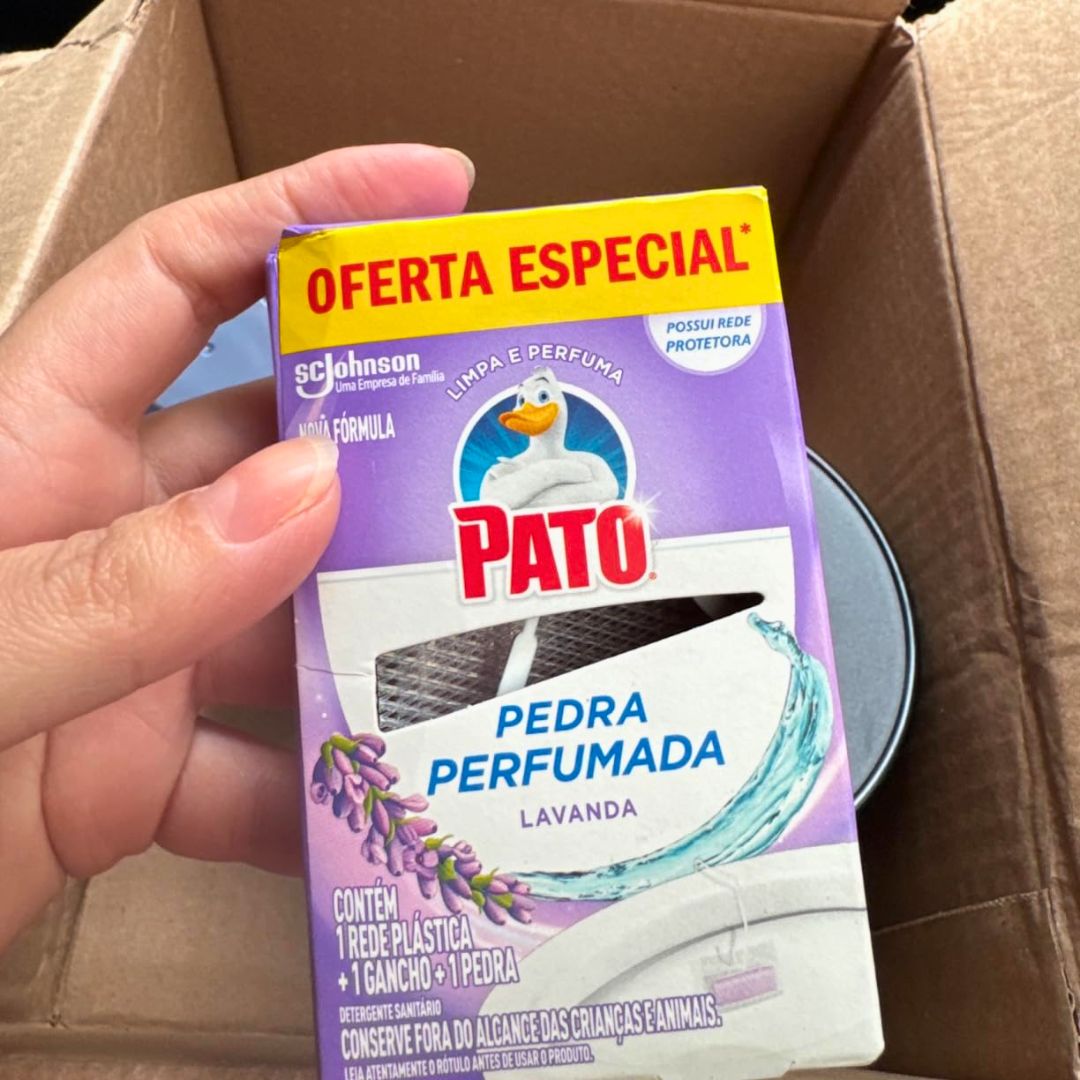 OFERTA ESPECIAL*
POSSUI REDE
PROTETORA
scJohnson
Uma Empresa de Família
LIMPA E PERFUMA
NOVA FÓRMULA
PATO
PEDRA
PERFUMADA
LAVANDA
CONTÉM
1 REDE PLÁSTICA
+ 1 GANCHO + 1 PEDRA
DETERGENTE SANITÁRIO
CONSERVE FORA DO ALCANCE DAS CRIANÇAS E ANIMAIS.
LEIA ATENTAMENTE O RÓTULO ANTES DE USAR O PRODUTO.